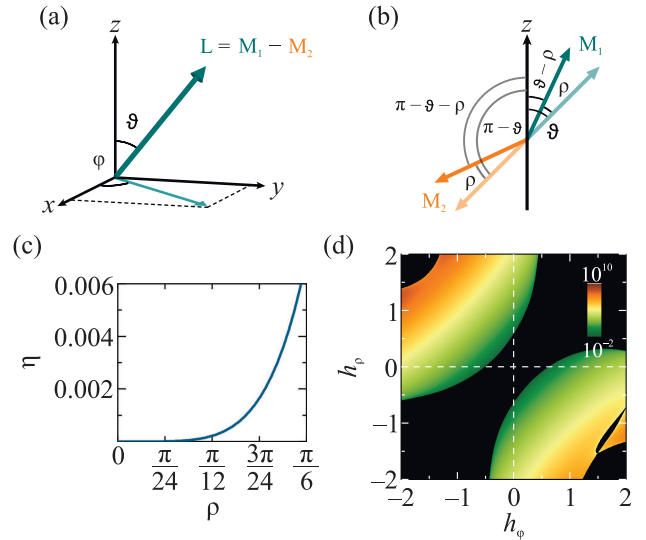 (a)
z
L = M₁ − M₂
ϑ
φ
x
y
(b)
z
M₁
ϑ − ρ
ρ
π − ϑ − ρ
π − ϑ
ϑ
ρ
M₂
(c)
0.006
0.004
0.002
η
0 π/24 π/12 3π/24 π/6
ρ
(d)
2
1
0
−1
−2
h_ρ
10¹⁰
10⁻²
−2 −1 0 1 2
h_φ